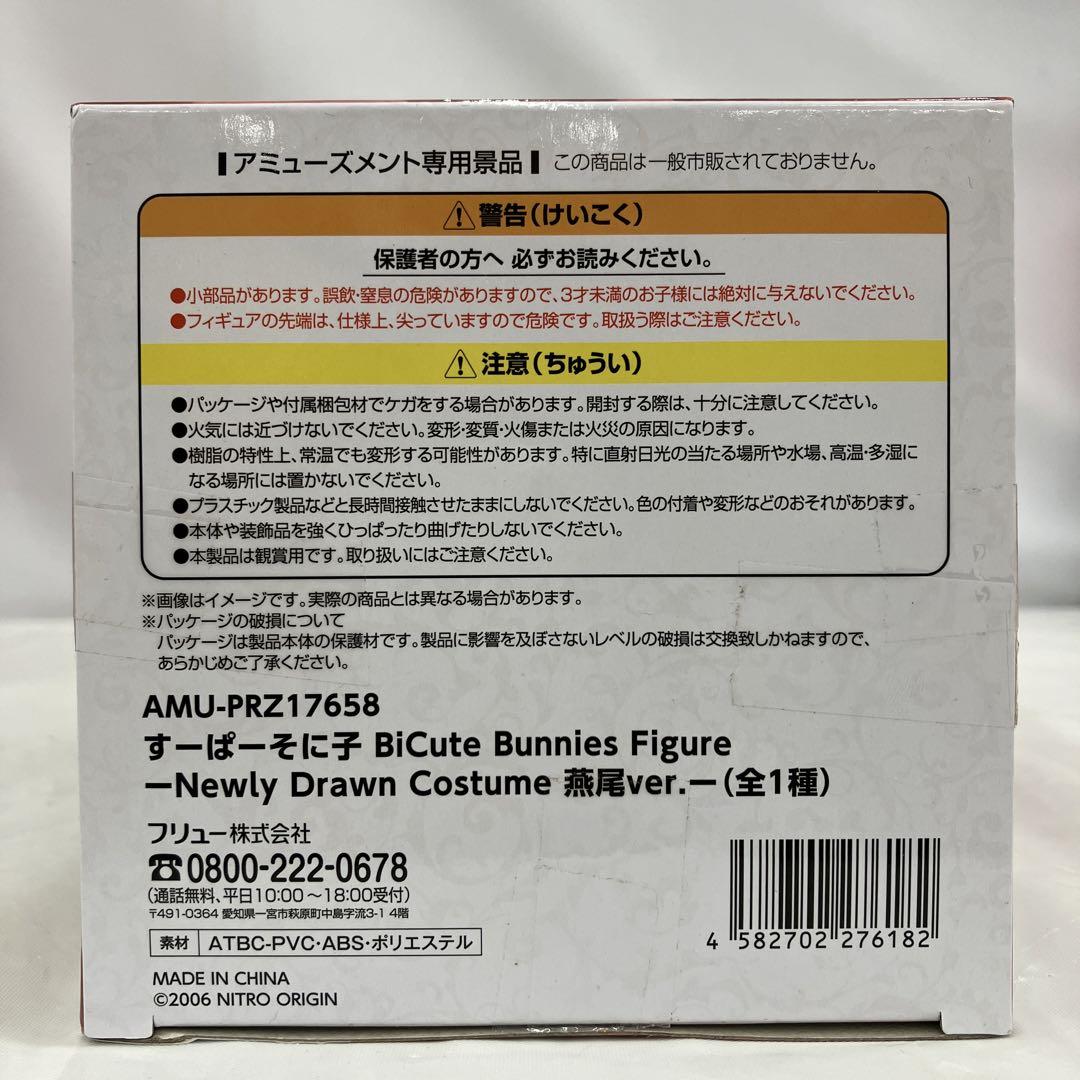 アミューズメント専用景品 この商品は一般市販されておりません。
警告(けいこく)
保護者の方へ 必ずお読みください。
●小部品があります。誤飲・窒息の危険がありますので、3才未満のお子様には絶対に与えないでください。
●フィギュアの先端は、仕様上、尖っていますので危険です。取扱う際はご注意ください。
注意(ちゅうい)
●パッケージや付属梱包材でケガをする場合があります。開封する際は、十分に注意してください。
●火気には近づけないでください。変形・変質・火傷または火災の原因になります。
●樹脂の特性上、常温でも変形する可能性があります。特に直射日光の当たる場所や水場、高温・多湿に
なる場所には置かないでください。
●プラスチック製品などと長時間接触させたままにしないでください。色の付着や変形などのおそれがあります。
●本体や装飾品を強くひっぱったり曲げたりしないでください。
●本製品は観賞用です。取り扱いにはご注意ください。
※画像はイメージです。実際の商品とは異なる場合があります。
※パッケージの破損について
パッケージは製品本体の保護材です。製品に影響を及ぼさないレベルの破損は交換致しかねますので、
あらかじめご了承ください。
AMU-PRZ17658
すーぱーそに子 BiCute Bunnies Figure
ーNewly Drawn Costume 燕尾ver.ー(全1種)
フリュー株式会社
☎0800-222-0678
(通話無料、平日10:00～18:00受付)
〒491-0364 愛知県一宮市萩原町中島字流3-1 4階
素材 ATBC-PVC・ABS・ポリエステル
MADE IN CHINA
©2006 NITRO ORIGIN
4 582702 276182